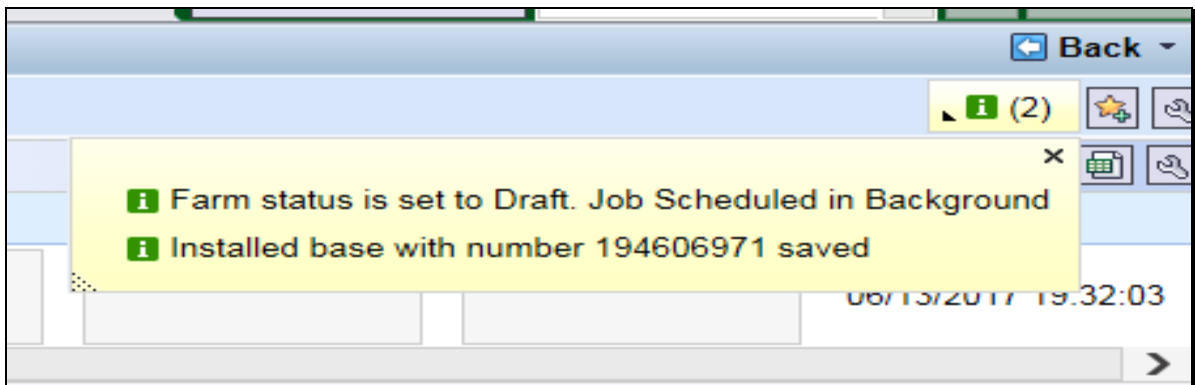 Back
(2)
Farm status is set to Draft. Job Scheduled in Background
Installed base with number 194606971 saved
06/13/2017 19:32:03